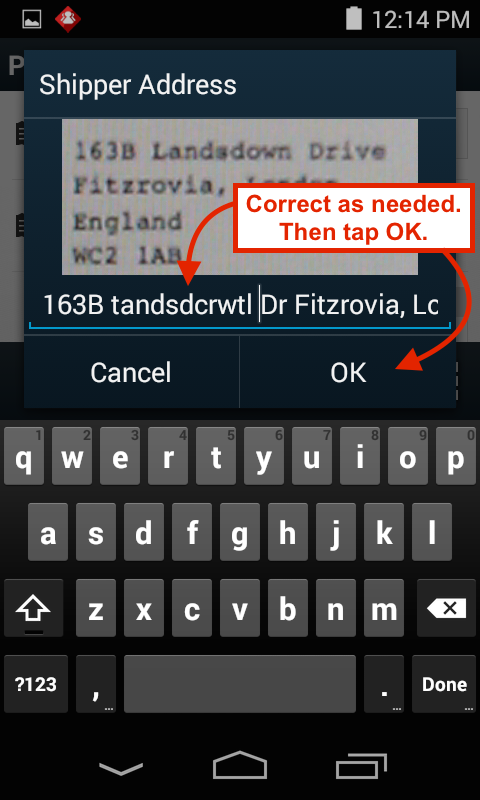 12:14 PM
P
Shipper Address
163B Landsdown Drive
Fitzrovia, London
England
WC2 1AB
Correct as needed.
Then tap OK.
163B tandsdcrwtl Dr Fitzrovia, Lo
Cancel OK
1 2 3 4 5 6 7 8 9 0
q w e r t y u i o p
a s d f g h j k l
z x c v b n m
?123 , ... . ... Done ...